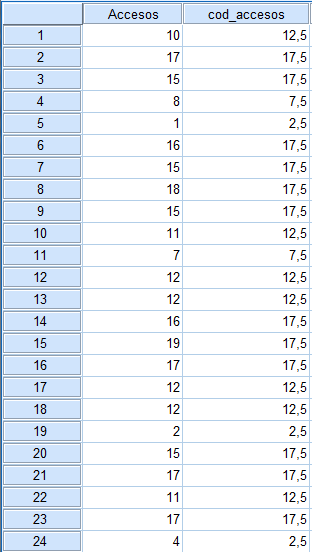 Accesos cod_accesos
1 10 12,5
2 17 17,5
3 15 17,5
4 8 7,5
5 1 2,5
6 16 17,5
7 15 17,5
8 18 17,5
9 15 17,5
10 11 12,5
11 7 7,5
12 12 12,5
13 12 12,5
14 16 17,5
15 19 17,5
16 17 17,5
17 12 12,5
18 12 12,5
19 2 2,5
20 15 17,5
21 17 17,5
22 11 12,5
23 17 17,5
24 4 2,5